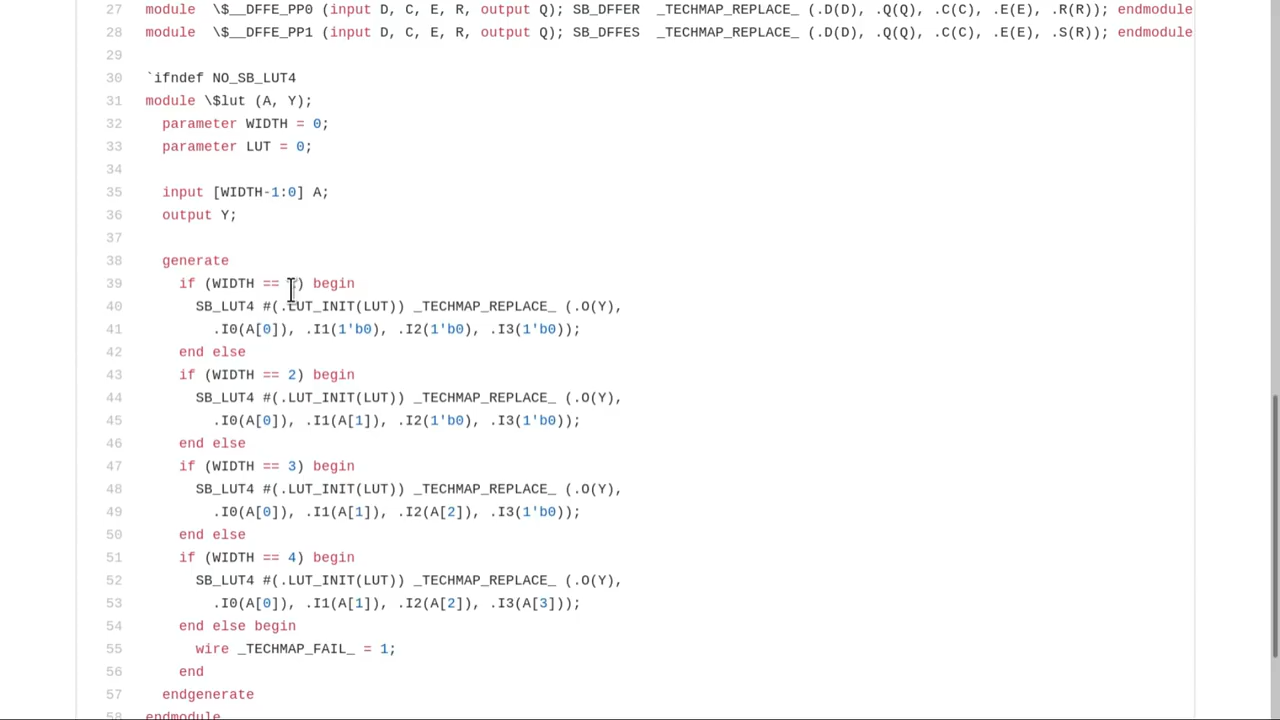 27 module  \$__DFFE_PP0 (input D, C, E, R, output Q); SB_DFFER  _TECHMAP_REPLACE_ (.D(D), .Q(Q), .C(C), .E(E), .R(R)); endmodule
28 module  \$__DFFE_PP1 (input D, C, E, R, output Q); SB_DFFES  _TECHMAP_REPLACE_ (.D(D), .Q(Q), .C(C), .E(E), .S(R)); endmodule
29
30 `ifndef NO_SB_LUT4
31 module \$lut (A, Y);
32   parameter WIDTH = 0;
33   parameter LUT = 0;
34
35   input [WIDTH-1:0] A;
36   output Y;
37
38   generate
39     if (WIDTH == ) begin
40       SB_LUT4 #(.LUT_INIT(LUT)) _TECHMAP_REPLACE_ (.O(Y),
41         .I0(A[0]), .I1(1'b0), .I2(1'b0), .I3(1'b0));
42     end else
43     if (WIDTH == 2) begin
44       SB_LUT4 #(.LUT_INIT(LUT)) _TECHMAP_REPLACE_ (.O(Y),
45         .I0(A[0]), .I1(A[1]), .I2(1'b0), .I3(1'b0));
46     end else
47     if (WIDTH == 3) begin
48       SB_LUT4 #(.LUT_INIT(LUT)) _TECHMAP_REPLACE_ (.O(Y),
49         .I0(A[0]), .I1(A[1]), .I2(A[2]), .I3(1'b0));
50     end else
51     if (WIDTH == 4) begin
52       SB_LUT4 #(.LUT_INIT(LUT)) _TECHMAP_REPLACE_ (.O(Y),
53         .I0(A[0]), .I1(A[1]), .I2(A[2]), .I3(A[3]));
54     end else begin
55       wire _TECHMAP_FAIL_ = 1;
56     end
57   endgenerate
58 endmodule